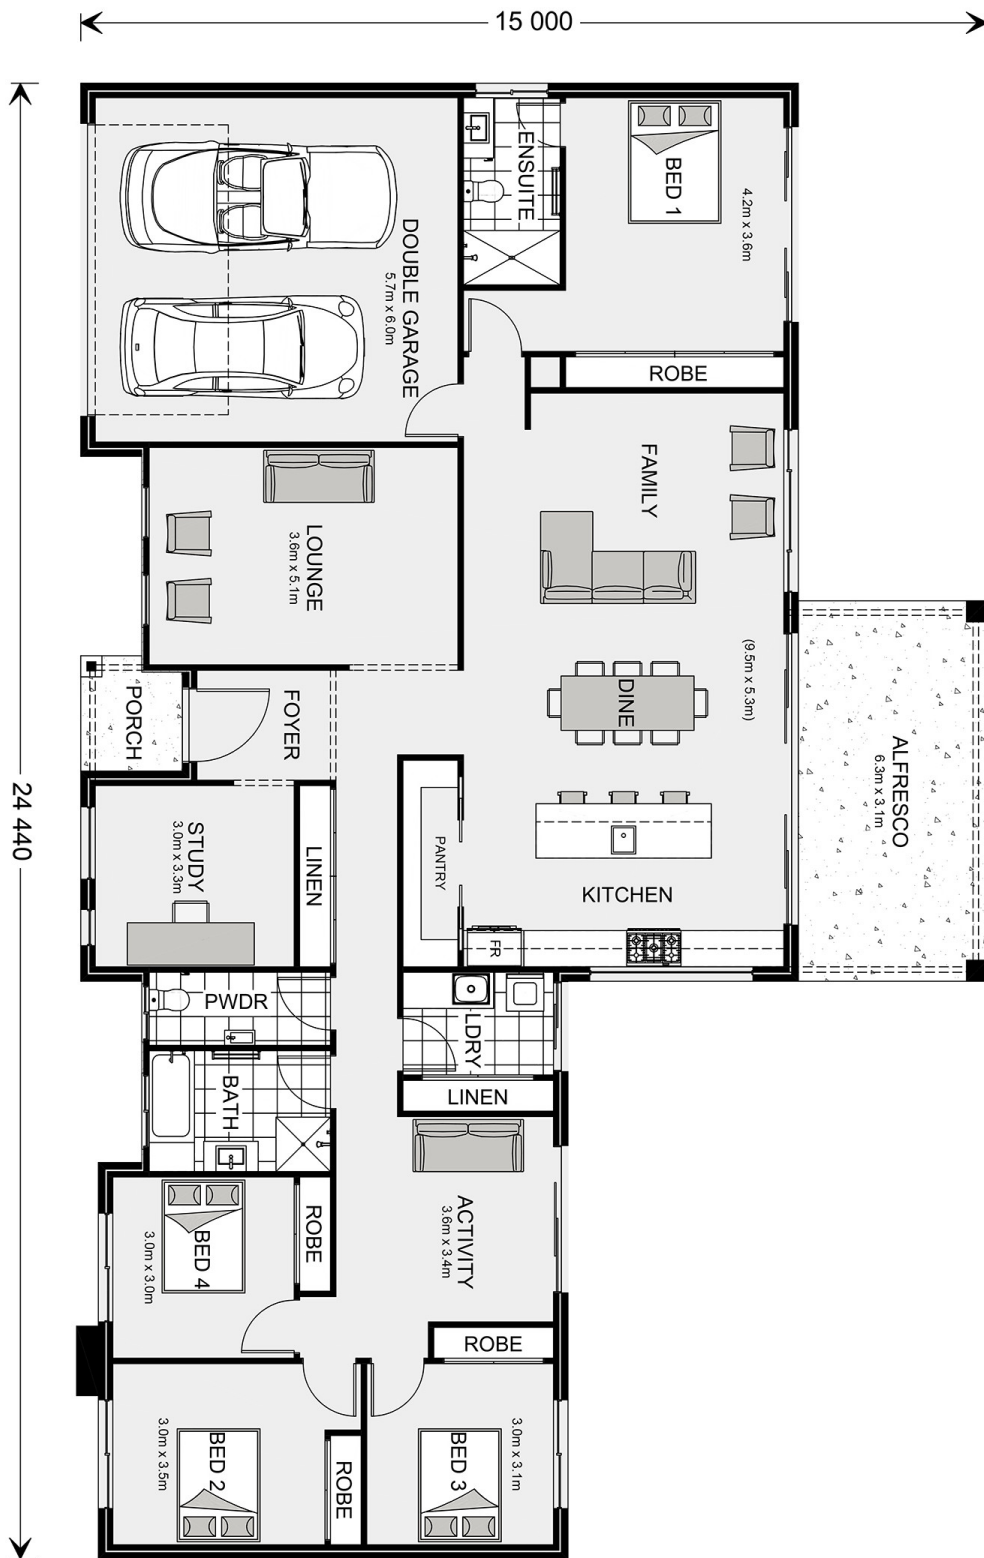 15 000
24 440
ENSUITE
BED 1
4.2m x 3.6m
DOUBLE GARAGE
5.7m x 6.0m
ROBE
FAMILY
LOUNGE
3.6m x 5.1m
(9.5m x 5.3m)
DINE
PORCH
FOYER
ALFRESCO
6.3m x 3.1m
STUDY
3.0m x 3.3m
LINEN
PANTRY
KITCHEN
FR
PWDR
LDRY
BATH
LINEN
ACTIVITY
3.6m x 3.4m
ROBE
BED 4
3.0m x 3.0m
ROBE
BED 2
3.0m x 3.5m
ROBE
BED 3
3.0m x 3.1m